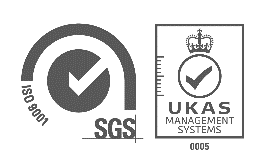 ISO 9001
SGS
UKAS
MANAGEMENT
SYSTEMS
0005